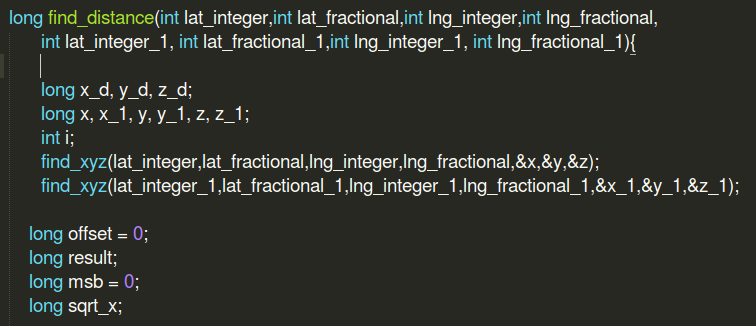 long find_distance(int lat_integer,int lat_fractional,int lng_integer,int lng_fractional,
int lat_integer_1, int lat_fractional_1,int lng_integer_1, int lng_fractional_1){
long x_d, y_d, z_d;
long x, x_1, y, y_1, z, z_1;
int i;
find_xyz(lat_integer,lat_fractional,lng_integer,lng_fractional,&x,&y,&z);
find_xyz(lat_integer_1,lat_fractional_1,lng_integer_1,lng_fractional_1,&x_1,&y_1,&z_1);
long offset = 0;
long result;
long msb = 0;
long sqrt_x;